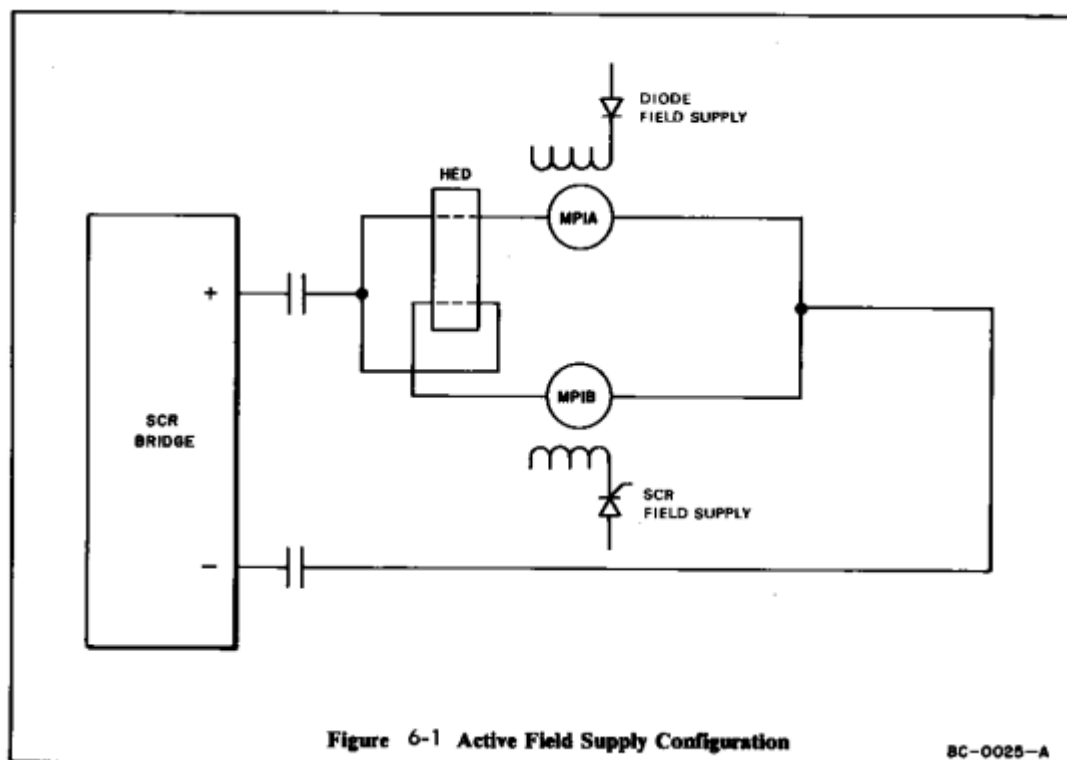 DIODE
FIELD SUPPLY
HED
MPIA
+
SCR
BRIDGE
MPIB
−
SCR
FIELD SUPPLY
Figure 6-1 Active Field Supply Configuration
BC-0025-A